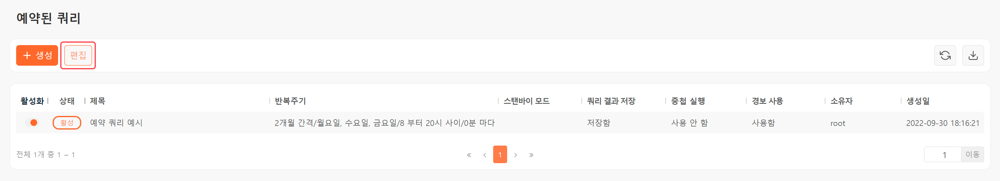 예약된 쿼리
+ 생성 편집
활성화 상태 제목 반복주기 스탠바이 모드 쿼리 결과 저장 중첩 실행 경보 사용 소유자 생성일
활성 예약 쿼리 예시 2개월 간격/월요일, 수요일, 금요일/8 부터 20시 사이/0분 마다 저장함 사용 안 함 사용함 root 2022-09-30 18:16:21
전체 1개 중 1 ~ 1 « ‹ 1 › » 1 이동